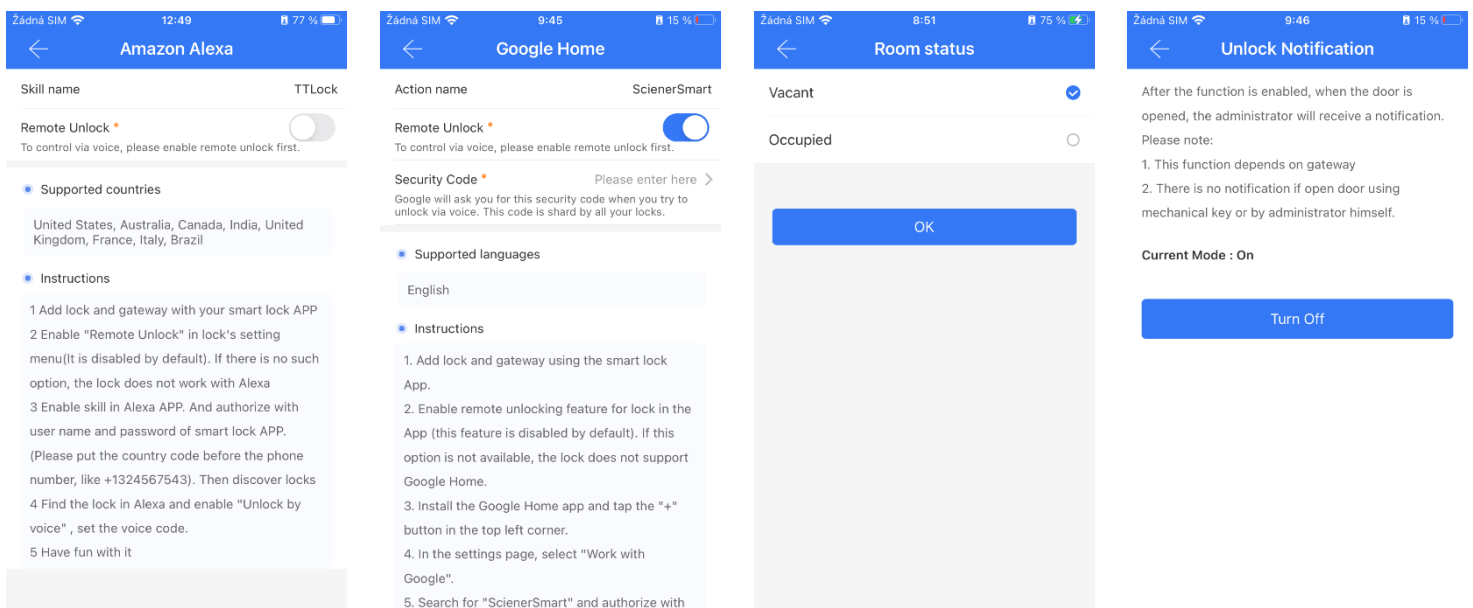 Žádná SIM
12:49
77 %
Amazon Alexa
Skill name
TTLock
Remote Unlock *
To control via voice, please enable remote unlock first.
Supported countries
United States, Australia, Canada, India, United
Kingdom, France, Italy, Brazil
Instructions
1 Add lock and gateway with your smart lock APP
2 Enable "Remote Unlock" in lock's setting
menu(It is disabled by default). If there is no such
option, the lock does not work with Alexa
3 Enable skill in Alexa APP. And authorize with
user name and password of smart lock APP.
(Please put the country code before the phone
number, like +1324567543). Then discover locks
4 Find the lock in Alexa and enable "Unlock by
voice" , set the voice code.
5 Have fun with it
Žádná SIM
9:45
15 %
Google Home
Action name
ScienerSmart
Remote Unlock *
To control via voice, please enable remote unlock first.
Security Code *
Please enter here
Google will ask you for this security code when you try to
unlock via voice. This code is shard by all your locks.
Supported languages
English
Instructions
1. Add lock and gateway using the smart lock
App.
2. Enable remote unlocking feature for lock in the
App (this feature is disabled by default). If this
option is not available, the lock does not support
Google Home.
3. Install the Google Home app and tap the "+"
button in the top left corner.
4. In the settings page, select "Work with
Google".
5. Search for "ScienerSmart" and authorize with
Žádná SIM
8:51
75 %
Room status
Vacant
Occupied
OK
Žádná SIM
9:46
15 %
Unlock Notification
After the function is enabled, when the door is
opened, the administrator will receive a notification.
Please note:
1. This function depends on gateway
2. There is no notification if open door using
mechanical key or by administrator himself.
Current Mode : On
Turn Off